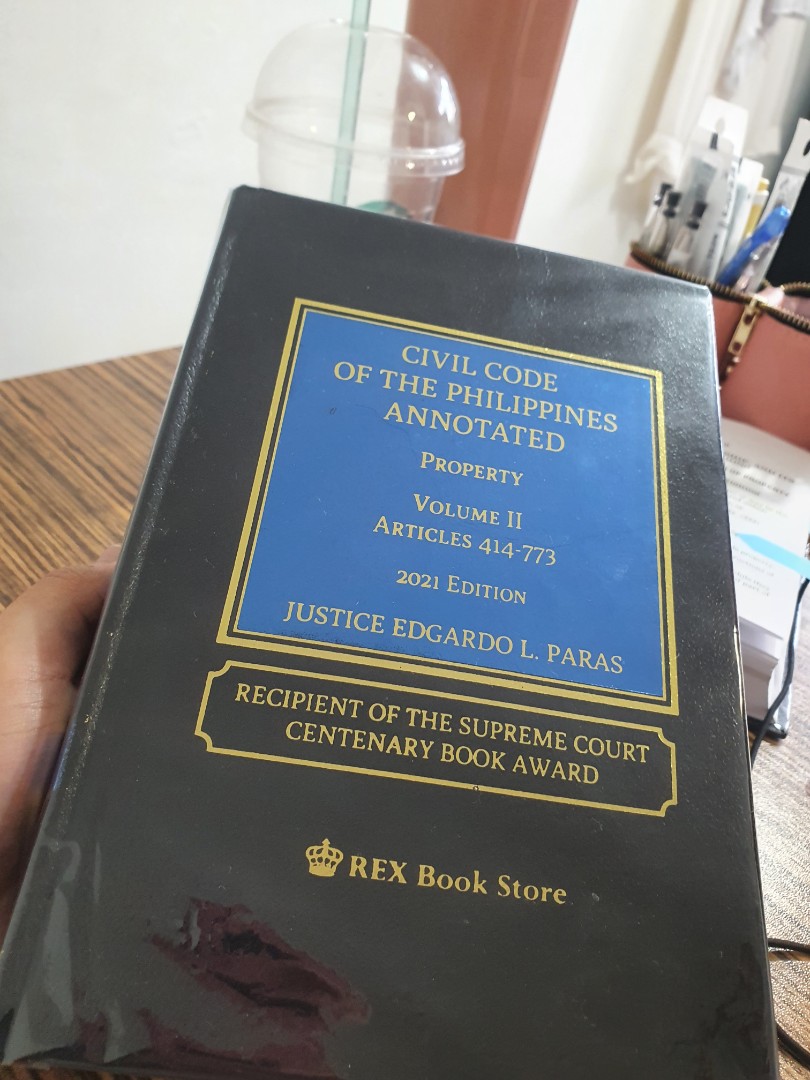 CIVIL CODE
OF THE PHILIPPINES
ANNOTATED
PROPERTY
VOLUME II
ARTICLES 414-773
2021 EDITION
JUSTICE EDGARDO L. PARAS
RECIPIENT OF THE SUPREME COURT
CENTENARY BOOK AWARD
REX Book Store